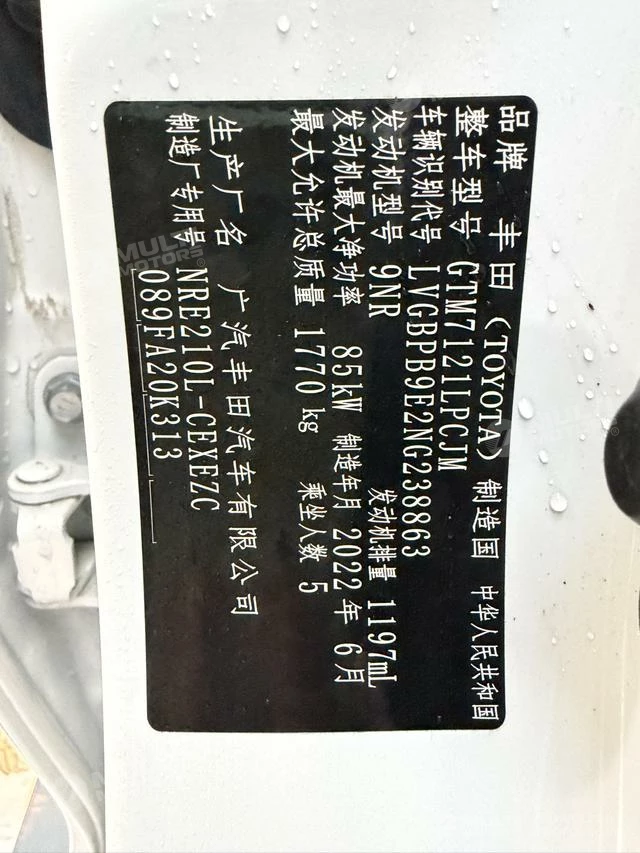 品牌 丰田 (TOYOTA) 制造国 中华人民共和国
整车型号 GTM7121LPCJM
车辆识别代号 LVGBPB9E2NG238863
发动机型号 9NR 发动机排量 1197mL
发动机最大净功率 85kW 制造年月 2022年6月
最大允许总质量 1770kg 乘坐人数 5
生产厂名 广汽丰田汽车有限公司
制造厂专用号 NRE210L-CEXEZC
089FA20K313
MULTI MOTORS